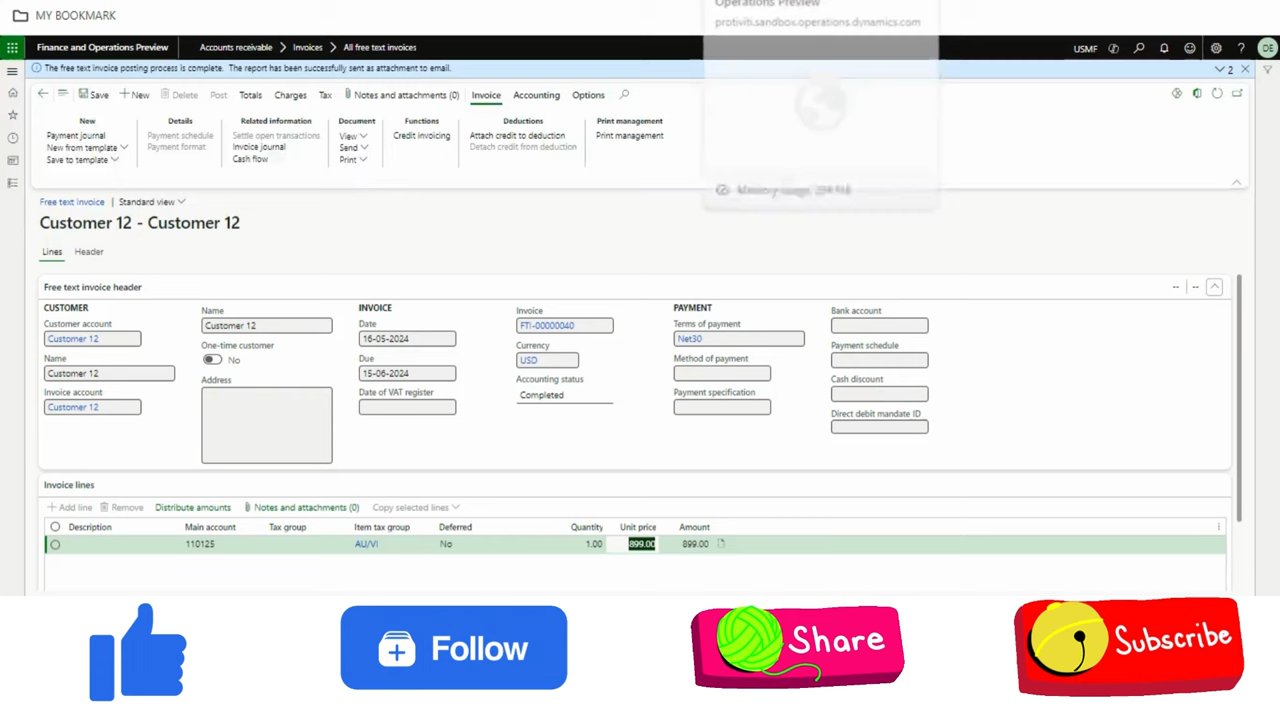 MY BOOKMARK
Operations Preview
protiviti.sandbox.operations.dynamics.com
Finance and Operations Preview
Accounts receivable > Invoices > All free text invoices
USMF
DE
The free text invoice posting process is complete. The report has been successfully sent as attachment to email.
2
Save New Delete Post Totals Charges Tax Notes and attachments (0) Invoice Accounting Options
New
Payment journal
New from template
Save to template
Details
Payment schedule
Payment format
Related information
Settle open transactions
Invoice journal
Cash flow
Document
View
Send
Print
Functions
Credit invoicing
Deductions
Attach credit to deduction
Detach credit from deduction
Print management
Print management
Memory usage:
Free text invoice | Standard view
Customer 12 - Customer 12
Lines Header
Free text invoice header
-- | --
CUSTOMER
Customer account
Customer 12
Name
Customer 12
Invoice account
Customer 12
Name
Customer 12
One-time customer
No
Address
INVOICE
Date
16-05-2024
Due
15-06-2024
Date of VAT register
Invoice
FTI-00000040
Currency
USD
Accounting status
Completed
PAYMENT
Terms of payment
Net30
Method of payment
Payment specification
Bank account
Payment schedule
Cash discount
Direct debit mandate ID
Invoice lines
Add line Remove Distribute amounts Notes and attachments (0) Copy selected lines
Description Main account Tax group Item tax group Deferred Quantity Unit price Amount
110125 AU/VI No 1.00 899.00 899.00
Follow
Share
Subscribe